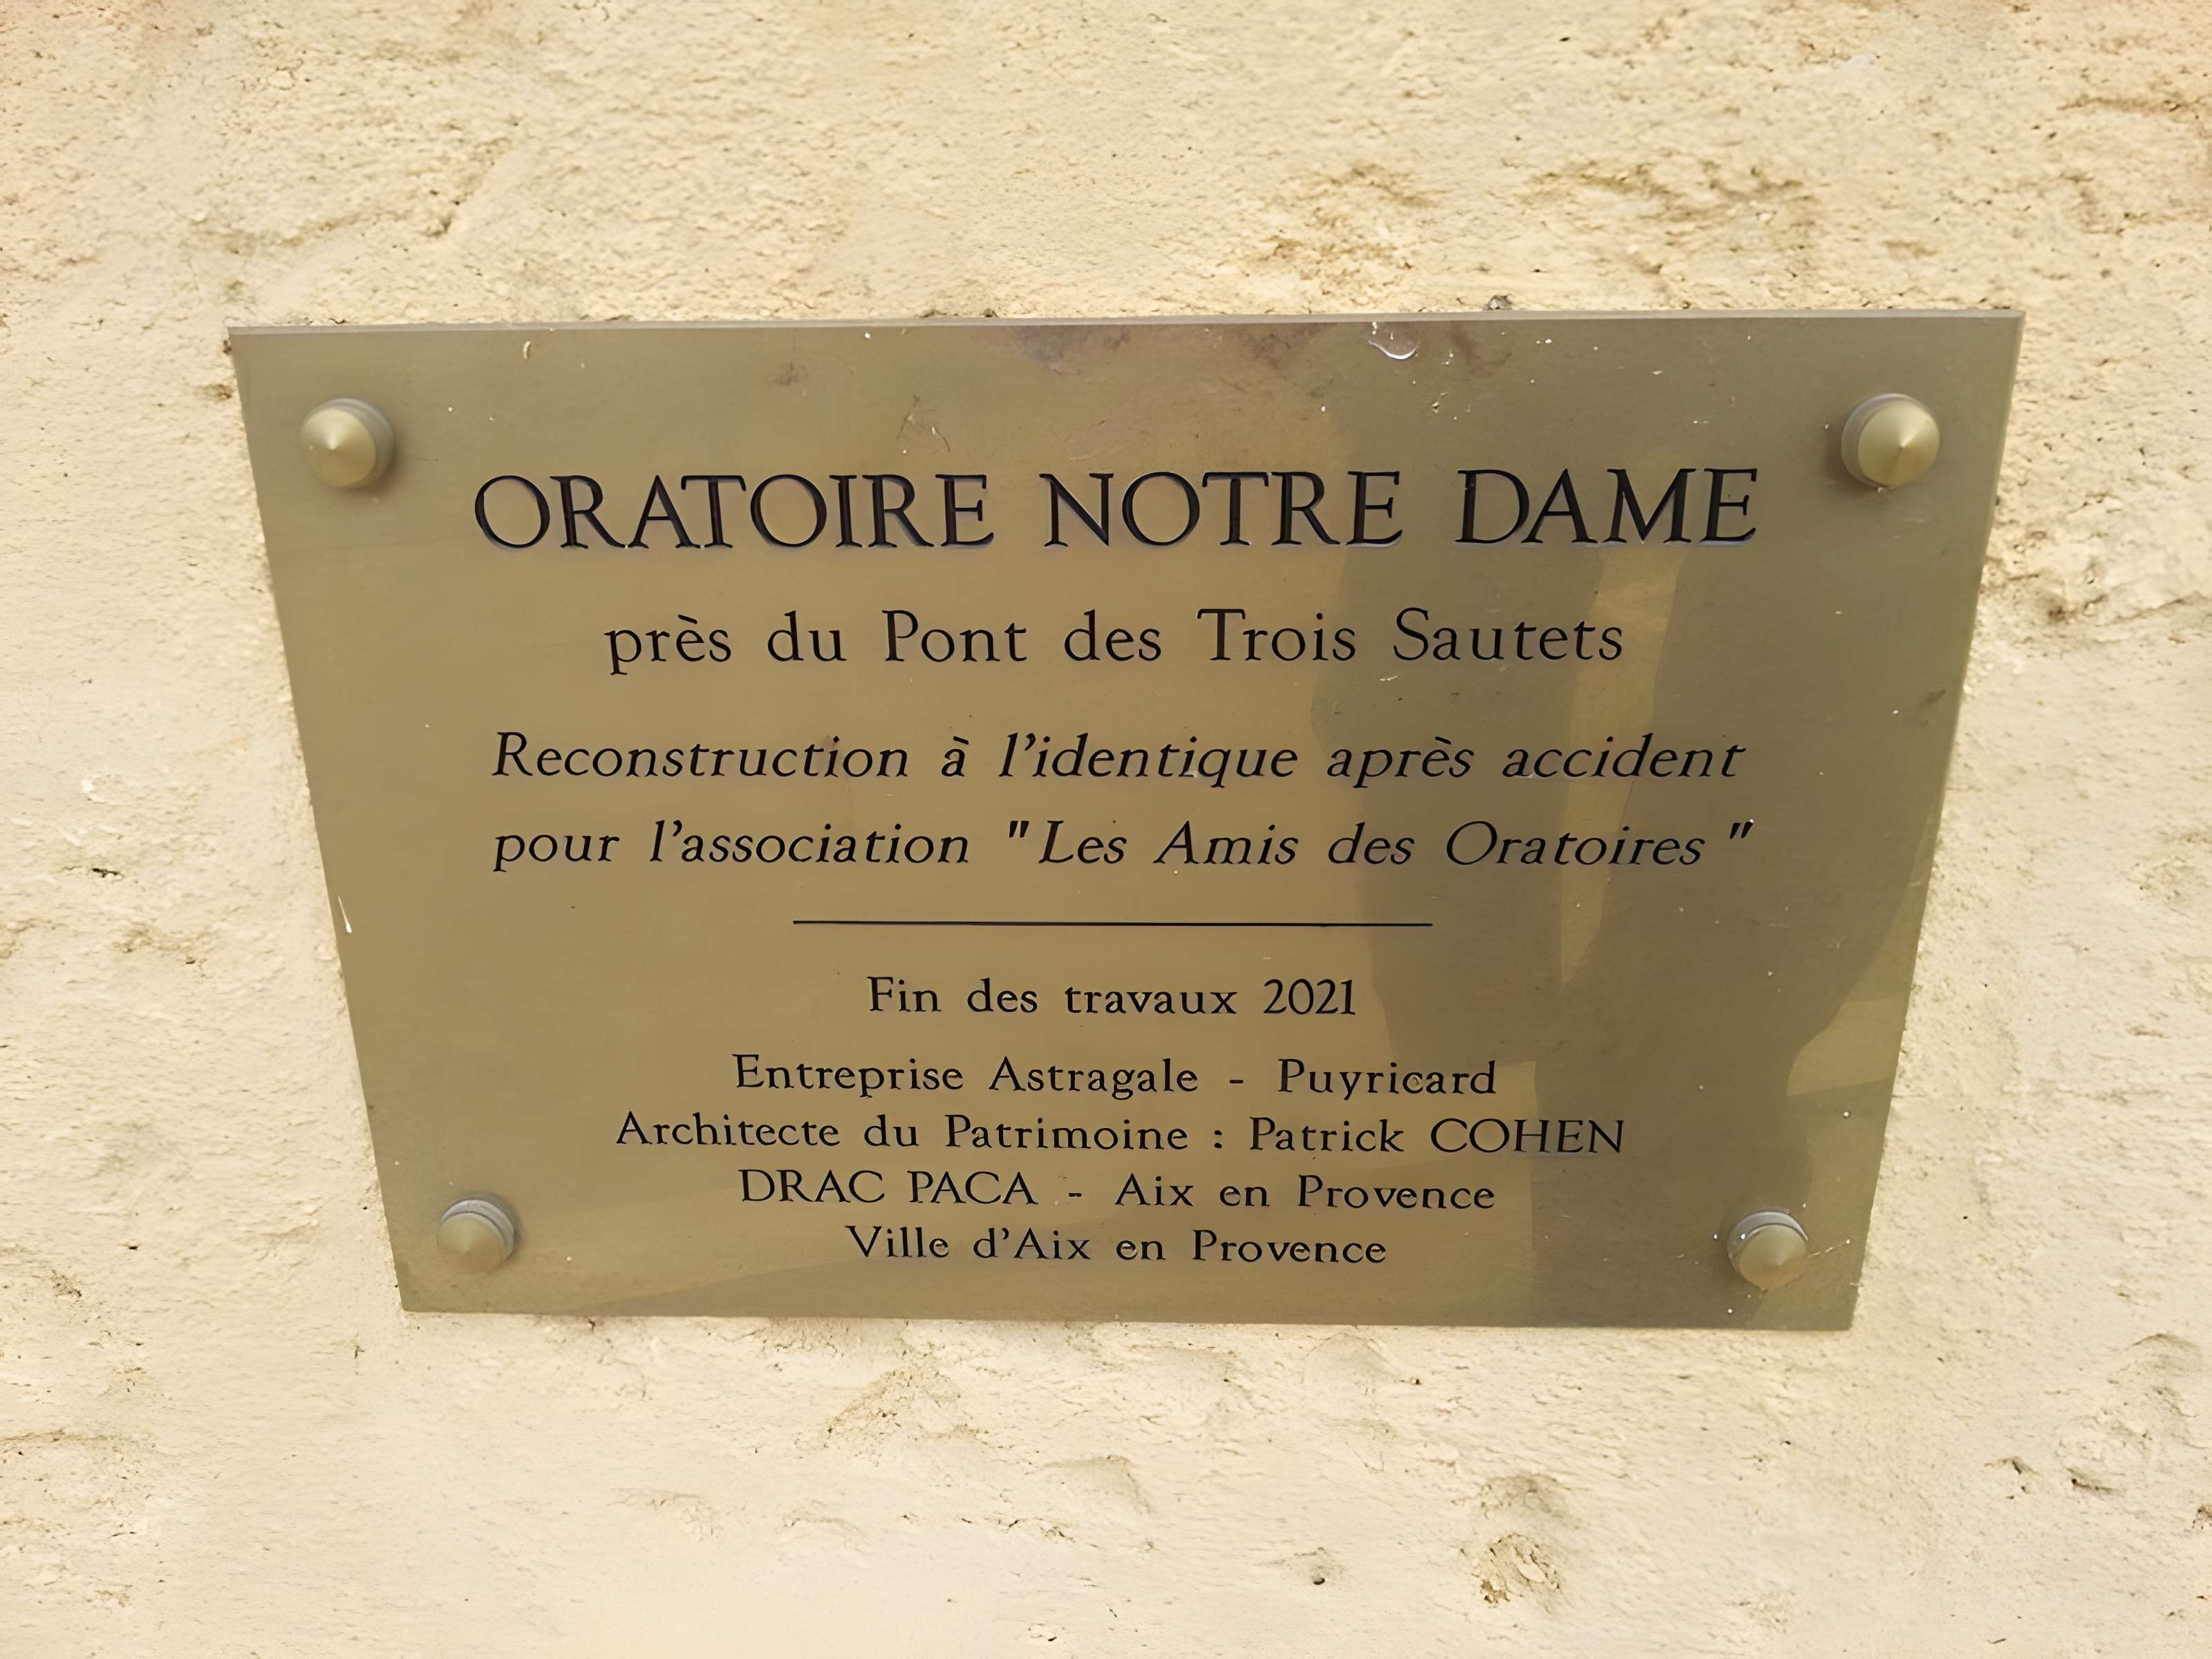 ORATOIRE NOTRE DAME
près du Pont des Trois Sautets
Reconstruction à l'identique après accident
pour l'association "Les Amis des Oratoires"
Fin des travaux 2021
Entreprise Astragale - Puyricard
Architecte du Patrimoine : Patrick COHEN
DRAC PACA - Aix en Provence
Ville d'Aix en Provence